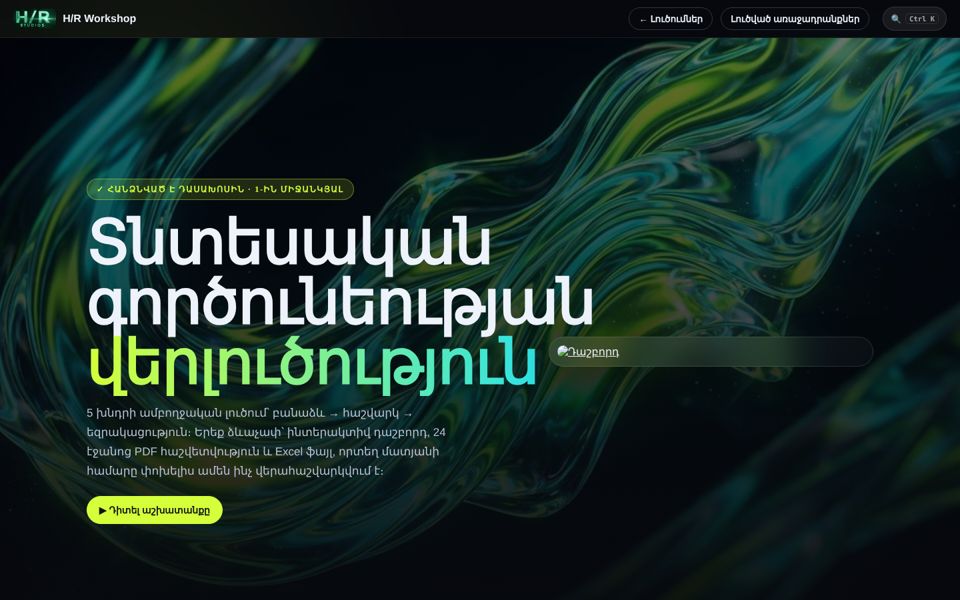 H/R
STUDIOS
H/R Workshop
← Լուծումներ
Լուծված առաջադրանքներ
Ctrl K
✓ ՀԱՆՁՆՎԱԾ Է ԴԱՍԱԽՈՍԻՆ · 1-ԻՆ ՄԻՋԱՆԿՅԱԼ
Տնտեսական
գործունեության
վերլուծություն
Դաշբորդ
5 խնդրի ամբողջական լուծում՝ բանաձև → հաշվարկ →
եզրակացություն։ Երեք ձևաչափ՝ ինտերակտիվ դաշբորդ, 24
էջանոց PDF հաշվետվություն և Excel ֆայլ, որտեղ մատյանի
համարը փոխելիս ամեն ինչ վերահաշվարկվում է։
▶ Դիտել աշխատանքը